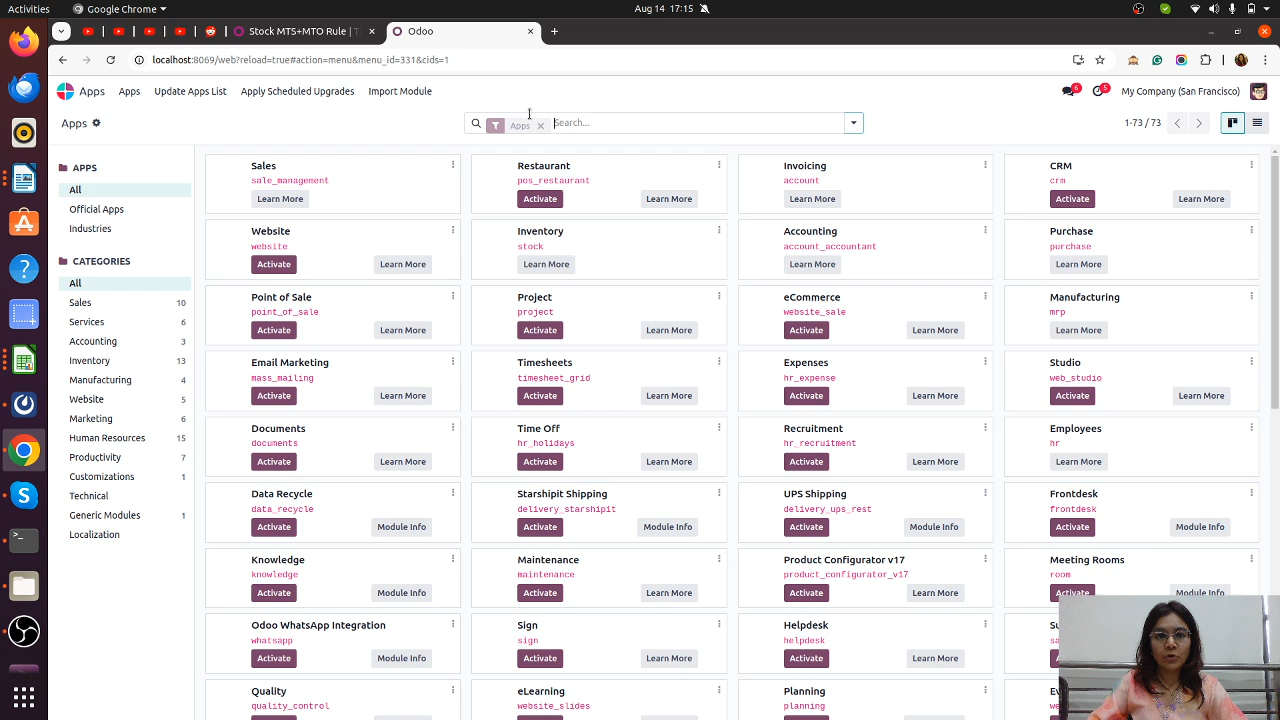 Activities
Google Chrome
Aug 14 17:15
Stock MTS+MTO Rule | T
Odoo
localhost:8069/web?reload=true#action=menu&menu_id=331&cids=1
Apps
Apps
Update Apps List
Apply Scheduled Upgrades
Import Module
6
5
My Company (San Francisco)
Apps
Apps
Search...
1-73 / 73
APPS
All
Official Apps
Industries
CATEGORIES
All
Sales 10
Services 6
Accounting 3
Inventory 13
Manufacturing 4
Website 5
Marketing 6
Human Resources 15
Productivity 7
Customizations 1
Technical
Generic Modules 1
Localization
Sales
sale_management
Learn More
Restaurant
pos_restaurant
Activate Learn More
Invoicing
account
Learn More
CRM
crm
Activate Learn More
Website
website
Activate Learn More
Inventory
stock
Learn More
Accounting
account_accountant
Learn More
Purchase
purchase
Learn More
Point of Sale
point_of_sale
Activate Learn More
Project
project
Activate Learn More
eCommerce
website_sale
Activate Learn More
Manufacturing
mrp
Learn More
Email Marketing
mass_mailing
Activate Learn More
Timesheets
timesheet_grid
Activate Learn More
Expenses
hr_expense
Activate Learn More
Studio
web_studio
Activate Learn More
Documents
documents
Activate Learn More
Time Off
hr_holidays
Activate Learn More
Recruitment
hr_recruitment
Activate Learn More
Employees
hr
Learn More
Data Recycle
data_recycle
Activate Module Info
Starshipit Shipping
delivery_starshipit
Activate Module Info
UPS Shipping
delivery_ups_rest
Activate Module Info
Frontdesk
frontdesk
Activate Module Info
Knowledge
knowledge
Activate Module Info
Maintenance
maintenance
Activate Learn More
Product Configurator v17
product_configurator_v17
Activate Learn More
Meeting Rooms
room
Activate Module Info
Odoo WhatsApp Integration
whatsapp
Activate Module Info
Sign
sign
Activate Learn More
Helpdesk
helpdesk
Activate Learn More
Quality
quality_control
eLearning
website_slides
Planning
planning